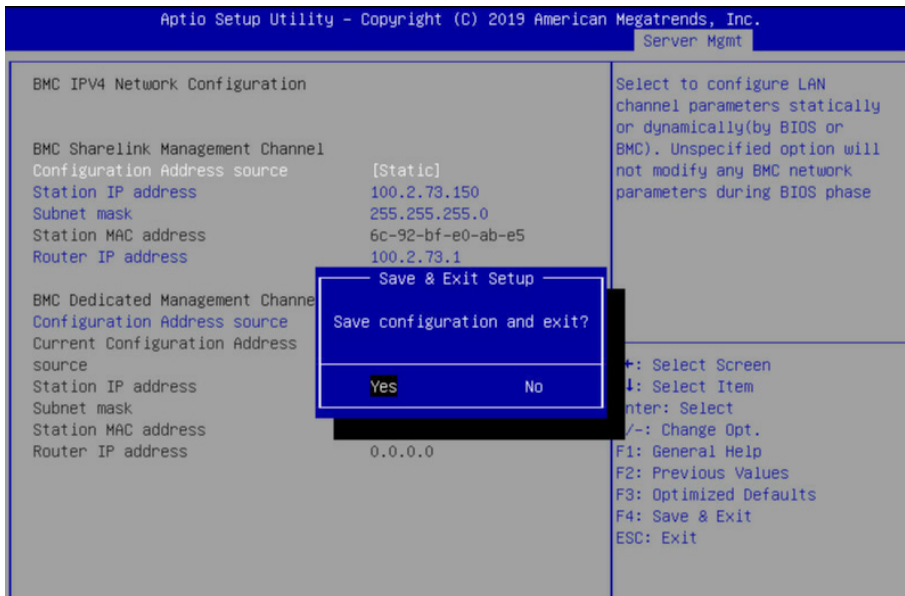 Aptio Setup Utility – Copyright (C) 2019 American Megatrends, Inc.
Server Mgmt
BMC IPV4 Network Configuration
BMC Sharelink Management Channel
Configuration Address source [Static]
Station IP address 100.2.73.150
Subnet mask 255.255.255.0
Station MAC address 6c-92-bf-e0-ab-e5
Router IP address 100.2.73.1
BMC Dedicated Management Channe
Configuration Address source
Current Configuration Address
source
Station IP address
Subnet mask
Station MAC address
Router IP address 0.0.0.0
Save & Exit Setup
Save configuration and exit?
Yes No
Select to configure LAN
channel parameters statically
or dynamically(by BIOS or
BMC). Unspecified option will
not modify any BMC network
parameters during BIOS phase
: Select Screen
: Select Item
nter: Select
/-: Change Opt.
F1: General Help
F2: Previous Values
F3: Optimized Defaults
F4: Save & Exit
ESC: Exit